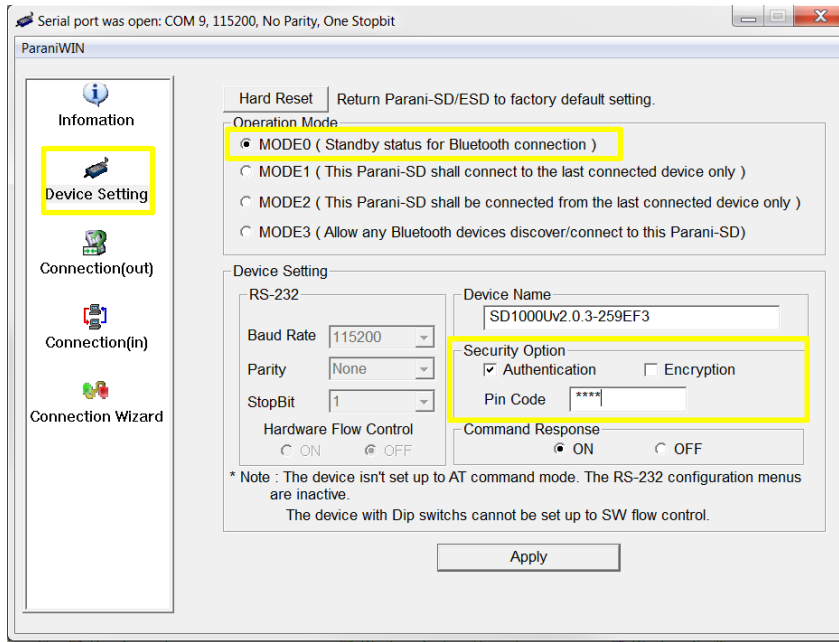 Serial port was open: COM 9, 115200, No Parity, One Stopbit
ParaniWIN
Infomation
Device Setting
Connection(out)
Connection(in)
Connection Wizard
Hard Reset Return Parani-SD/ESD to factory default setting.
Operation Mode
MODE0 ( Standby status for Bluetooth connection )
MODE1 ( This Parani-SD shall connect to the last connected device only )
MODE2 ( This Parani-SD shall be connected from the last connected device only )
MODE3 ( Allow any Bluetooth devices discover/connect to this Parani-SD)
Device Setting
RS-232
Baud Rate 115200
Parity None
StopBit 1
Hardware Flow Control
ON OFF
Device Name
SD1000Uv2.0.3-259EF3
Security Option
Authentication Encryption
Pin Code ****
Command Response
ON OFF
* Note : The device isn't set up to AT command mode. The RS-232 configuration menus
are inactive.
The device with Dip switchs cannot be set up to SW flow control.
Apply